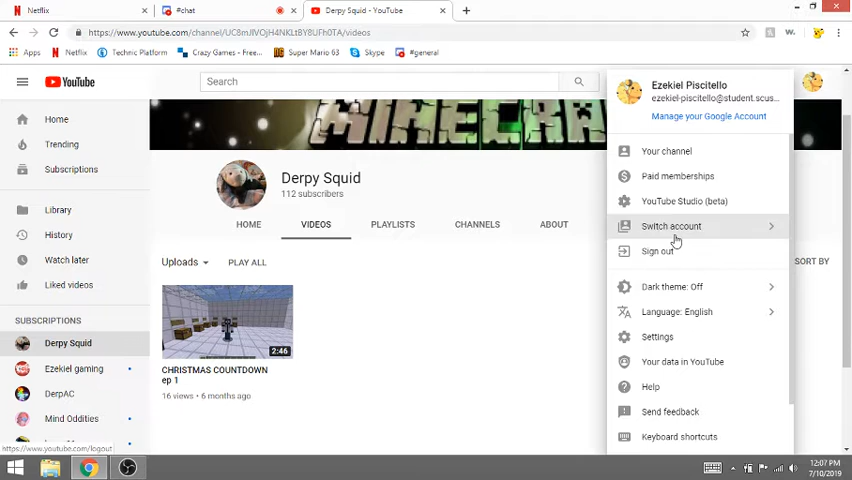 Netflix
#chat
Derpy Squid - YouTube
https://www.youtube.com/channel/UC8mJIVOjH4NKLtBY8UFh0TA/videos
Apps
Netflix
Technic Platform
Crazy Games - Free...
Super Mario 63
Skype
#general
YouTube
Search
Home
Trending
Subscriptions
Library
History
Watch later
Liked videos
SUBSCRIPTIONS
Derpy Squid
Ezekiel gaming
DerpAC
Mind Oddities
https://www.youtube.com/logout
MINECRA
Derpy Squid
112 subscribers
HOME VIDEOS PLAYLISTS CHANNELS ABOUT
Uploads PLAY ALL
SORT BY
2:46
CHRISTMAS COUNTDOWN
ep 1
16 views • 6 months ago
Ezekiel Piscitello
ezekiel-piscitello@student.scus...
Manage your Google Account
Your channel
Paid memberships
YouTube Studio (beta)
Switch account
Sign out
Dark theme: Off
Language: English
Settings
Your data in YouTube
Help
Send feedback
Keyboard shortcuts
12:07 PM
7/10/2019